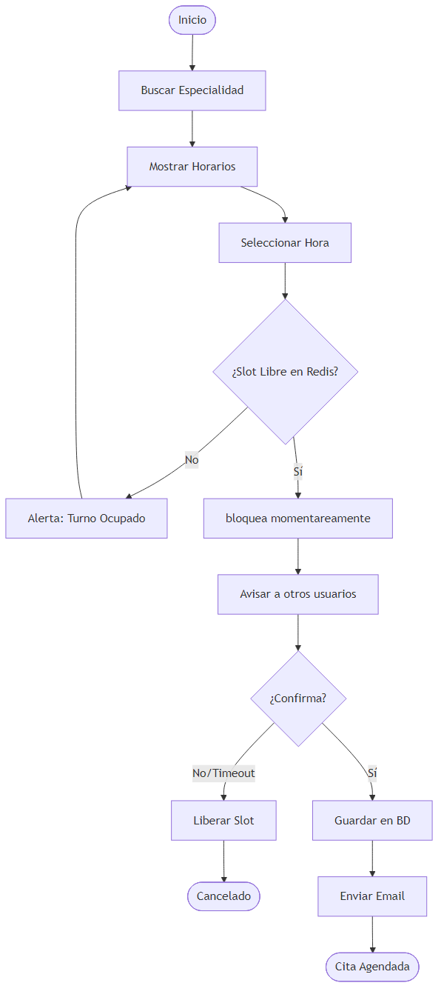 Inicio
Buscar Especialidad
Mostrar Horarios
Seleccionar Hora
¿Slot Libre en Redis?
No
Sí
Alerta: Turno Ocupado
bloquea momentareamente
Avisar a otros usuarios
¿Confirma?
No/Timeout
Sí
Liberar Slot
Guardar en BD
Cancelado
Enviar Email
Cita Agendada